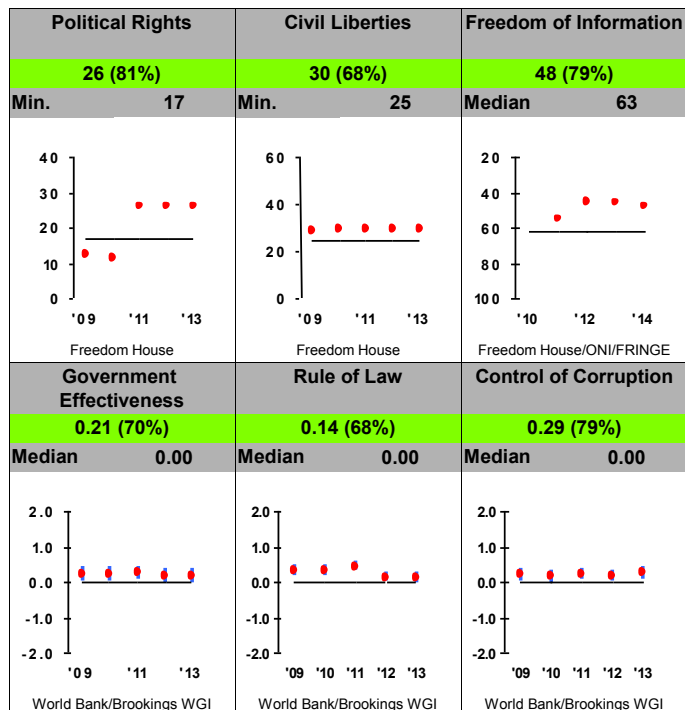 Political Rights
Civil Liberties
Freedom of Information
26 (81%)
30 (68%)
48 (79%)
Min. 17
Min. 25
Median 63
40
30
20
10
0
'09 '11 '13
Freedom House
60
40
20
0
'09 '11 '13
Freedom House
20
40
60
80
100
'10 '12 '14
Freedom House/ONI/FRINGE
Government
Effectiveness
Rule of Law
Control of Corruption
0.21 (70%)
0.14 (68%)
0.29 (79%)
Median 0.00
Median 0.00
Median 0.00
2.0
1.0
0.0
-1.0
-2.0
'09 '11 '13
World Bank/Brookings WGI
2.0
1.0
0.0
-1.0
-2.0
'09 '10 '11 '12 '13
World Bank/Brookings WGI
2.0
1.0
0.0
-1.0
-2.0
'09 '10 '11 '12 '13
World Bank/Brookings WGI